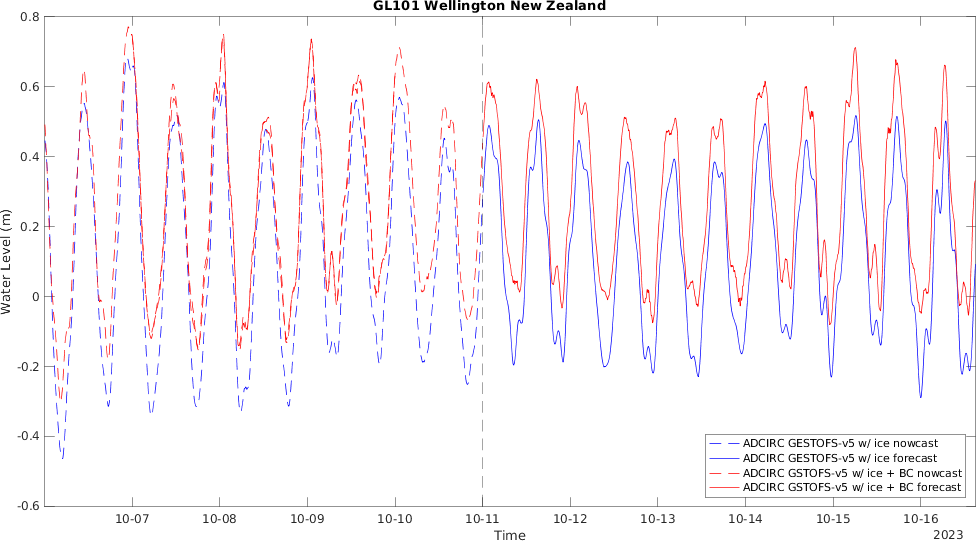 GL101 Wellington New Zealand
0.8
0.6
0.4
0.2
0
-0.2
-0.4
-0.6
Water Level (m)
ADCIRC GESTOFS-v5 w/ ice nowcast
ADCIRC GESTOFS-v5 w/ ice forecast
ADCIRC GSTOFS-v5 w/ ice + BC nowcast
ADCIRC GSTOFS-v5 w/ ice + BC forecast
10-07 10-08 10-09 10-10 10-11 10-12 10-13 10-14 10-15 10-16
Time
2023